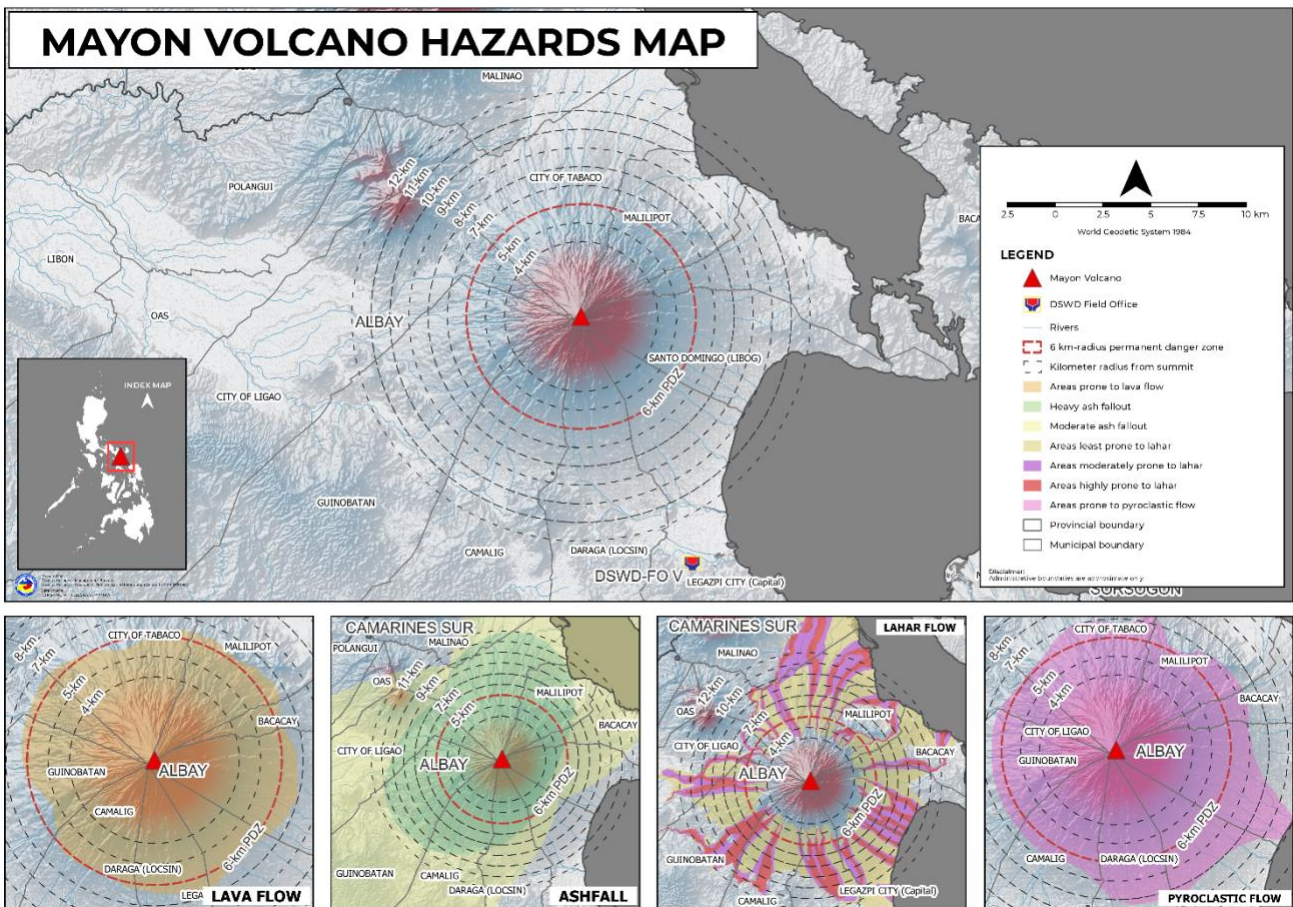 MAYON VOLCANO HAZARDS MAP
MALINAO
POLANGUI
12-km
11-km
10-km
9-km
8-km
7-km
5-km
4-km
CITY OF TABACO
MALILIPOT
LIBON
OAS
ALBAY
SANTO DOMINGO (LIBOG)
6-km PDZ
CITY OF LIGAO
GUINOBATAN
CAMALIG
DARAGA (LOCSIN)
DSWD-FO V
LEGAZPI CITY (Capital)
INDEX MAP
2.5 0 2.5 5 7.5 10 km
World Geodetic System 1984
LEGEND
Mayon Volcano
DSWD Field Office
Rivers
6 km-radius permanent danger zone
Kilometer radius from summit
Areas prone to lava flow
Heavy ash fallout
Moderate ash fallout
Areas least prone to lahar
Areas moderately prone to lahar
Areas highly prone to lahar
Areas prone to pyroclastic flow
Provincial boundary
Municipal boundary
Disclaimer:
Administrative boundaries are approximate only
SORSOGON
8-km
7-km
5-km
4-km
CITY OF TABACO
MALILIPOT
BACACAY
GUINOBATAN
ALBAY
CAMALIG
6-km PDZ
DARAGA (LOCSIN)
LEGA
LAVA FLOW
CAMARINES SUR
POLANGUI
MALINAO
OAS
11-km
9-km
7-km
5-km
MALILIPOT
BACACAY
CITY OF LIGAO
ALBAY
6-km PDZ
GUINOBATAN
CAMALIG
DARAGA (LOCSIN)
ASHFALL
CAMARINES SUR
LAHAR FLOW
MALINAO
OAS
12-km
10-km
7-km
4-km
MALILIPOT
CITY OF LIGAO
BACACAY
ALBAY
6-km PDZ
GUINOBATAN
CAMALIG
LEGAZPI CITY (Capital)
CITY OF TABACO
8-km
7-km
5-km
4-km
MALILIPOT
BACACAY
CITY OF LIGAO
ALBAY
GUINOBATAN
6-km PDZ
CAMALIG
DARAGA (LOCSIN)
PYROCLASTIC FLOW